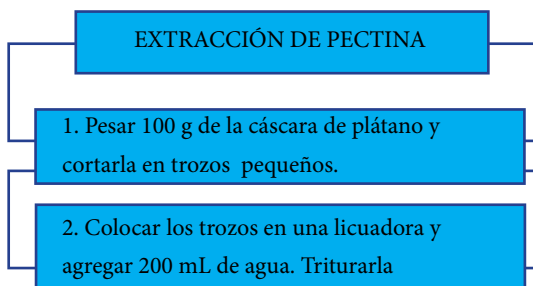 EXTRACCIÓN DE PECTINA
1. Pesar 100 g de la cáscara de plátano y
cortarla en trozos pequeños.
2. Colocar los trozos en una licuadora y
agregar 200 mL de agua. Triturarla